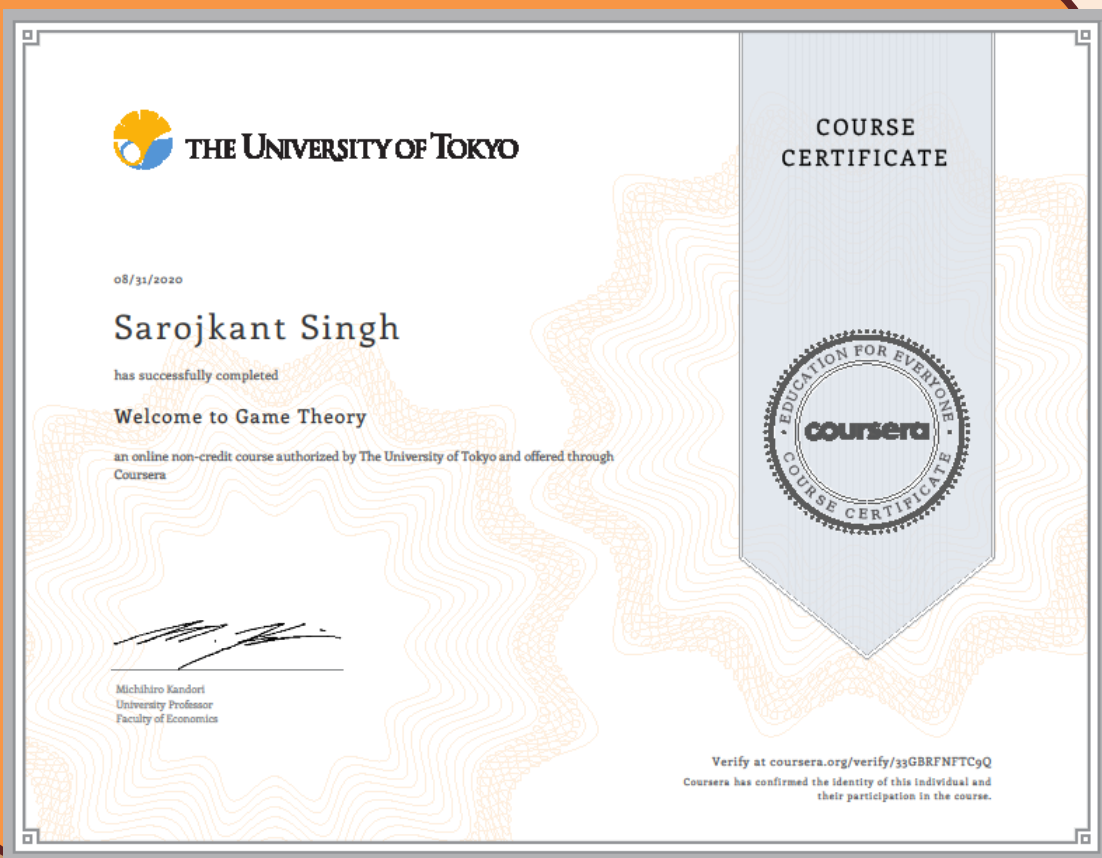 THE UNIVERSITY OF TOKYO
COURSE
CERTIFICATE
08/31/2020
Sarojkant Singh
has successfully completed
Welcome to Game Theory
an online non-credit course authorized by The University of Tokyo and offered through
Coursera
EDUCATION FOR EVERYONE
coursera
COURSE CERTIFICATE
Michihiro Kandori
University Professor
Faculty of Economics
Verify at coursera.org/verify/33GBRFNFTC9Q
Coursera has confirmed the identity of this individual and
their participation in the course.